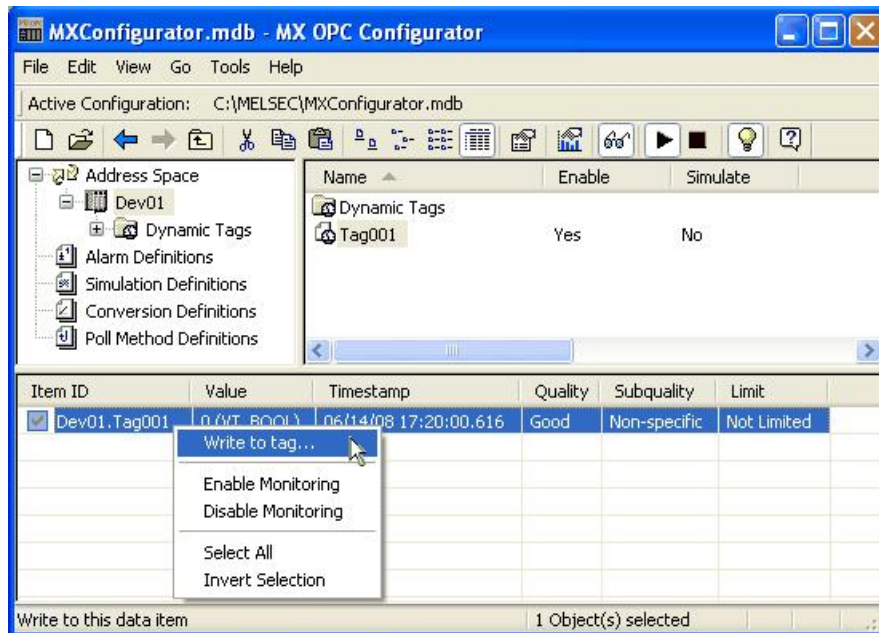 MXConfigurator.mdb - MX OPC Configurator
File Edit View Go Tools Help
Active Configuration: C:\MELSEC\MXConfigurator.mdb
Address Space
Dev01
Dynamic Tags
Alarm Definitions
Simulation Definitions
Conversion Definitions
Poll Method Definitions
Name Enable Simulate
Dynamic Tags
Tag001 Yes No
Item ID Value Timestamp Quality Subquality Limit
Dev01.Tag001 0 (VT_BOOL) 06/14/08 17:20:00.616 Good Non-specific Not Limited
Write to tag...
Enable Monitoring
Disable Monitoring
Select All
Invert Selection
Write to this data item 1 Object(s) selected